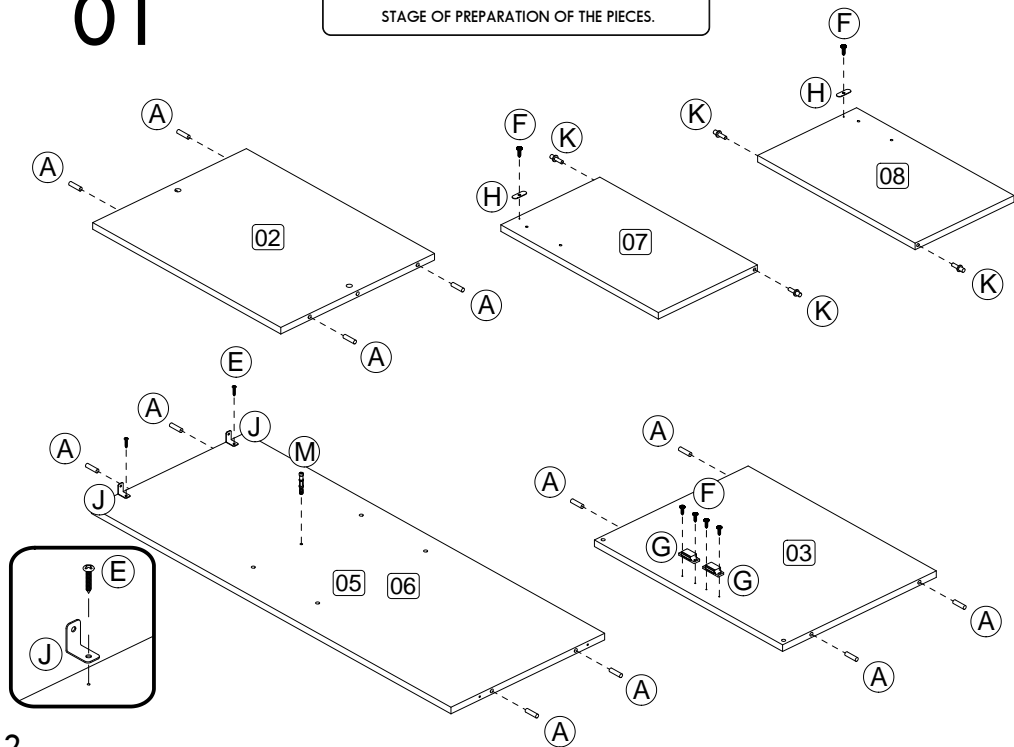 01
STAGE OF PREPARATION OF THE PIECES.
F
H
A
F
K
K
A
08
H
02
07
K
A
K
A
E
A
J
M
A
A
J
A
F
G
03
05
06
G
E
A
J
A
A
A
2